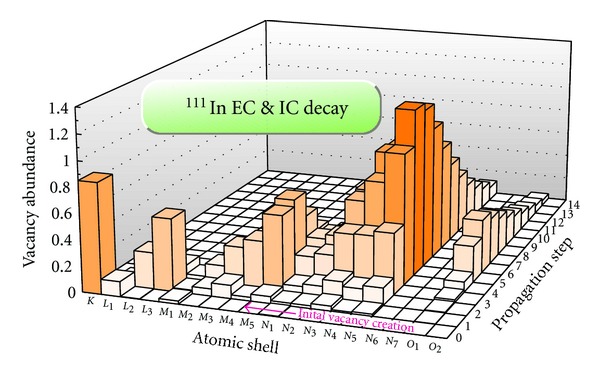 111 In EC & IC decay
Vacancy abundance
1.4
1.2
1
0.8
0.6
0.4
0.2
0
K L1 L2 L3 M1 M2 M3 M4 M5 N1 N2 N3 N4 N5 N6 N7 O1 O2
Inital vacancy creation
Atomic shell
0 1 2 3 4 5 6 7 8 9 10 11 12 13 14
Propagation step